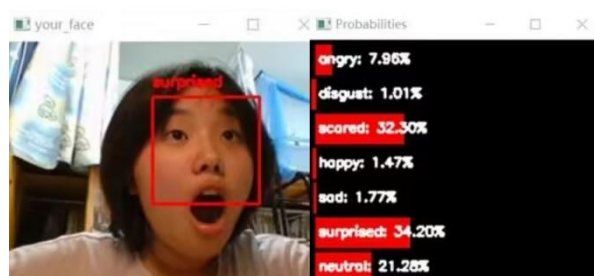 your_face
Probabilities
surprised
angry: 7.96%
disgust: 1.01%
scared: 32.30%
happy: 1.47%
sad: 1.77%
surprised: 34.20%
neutral: 21.28%